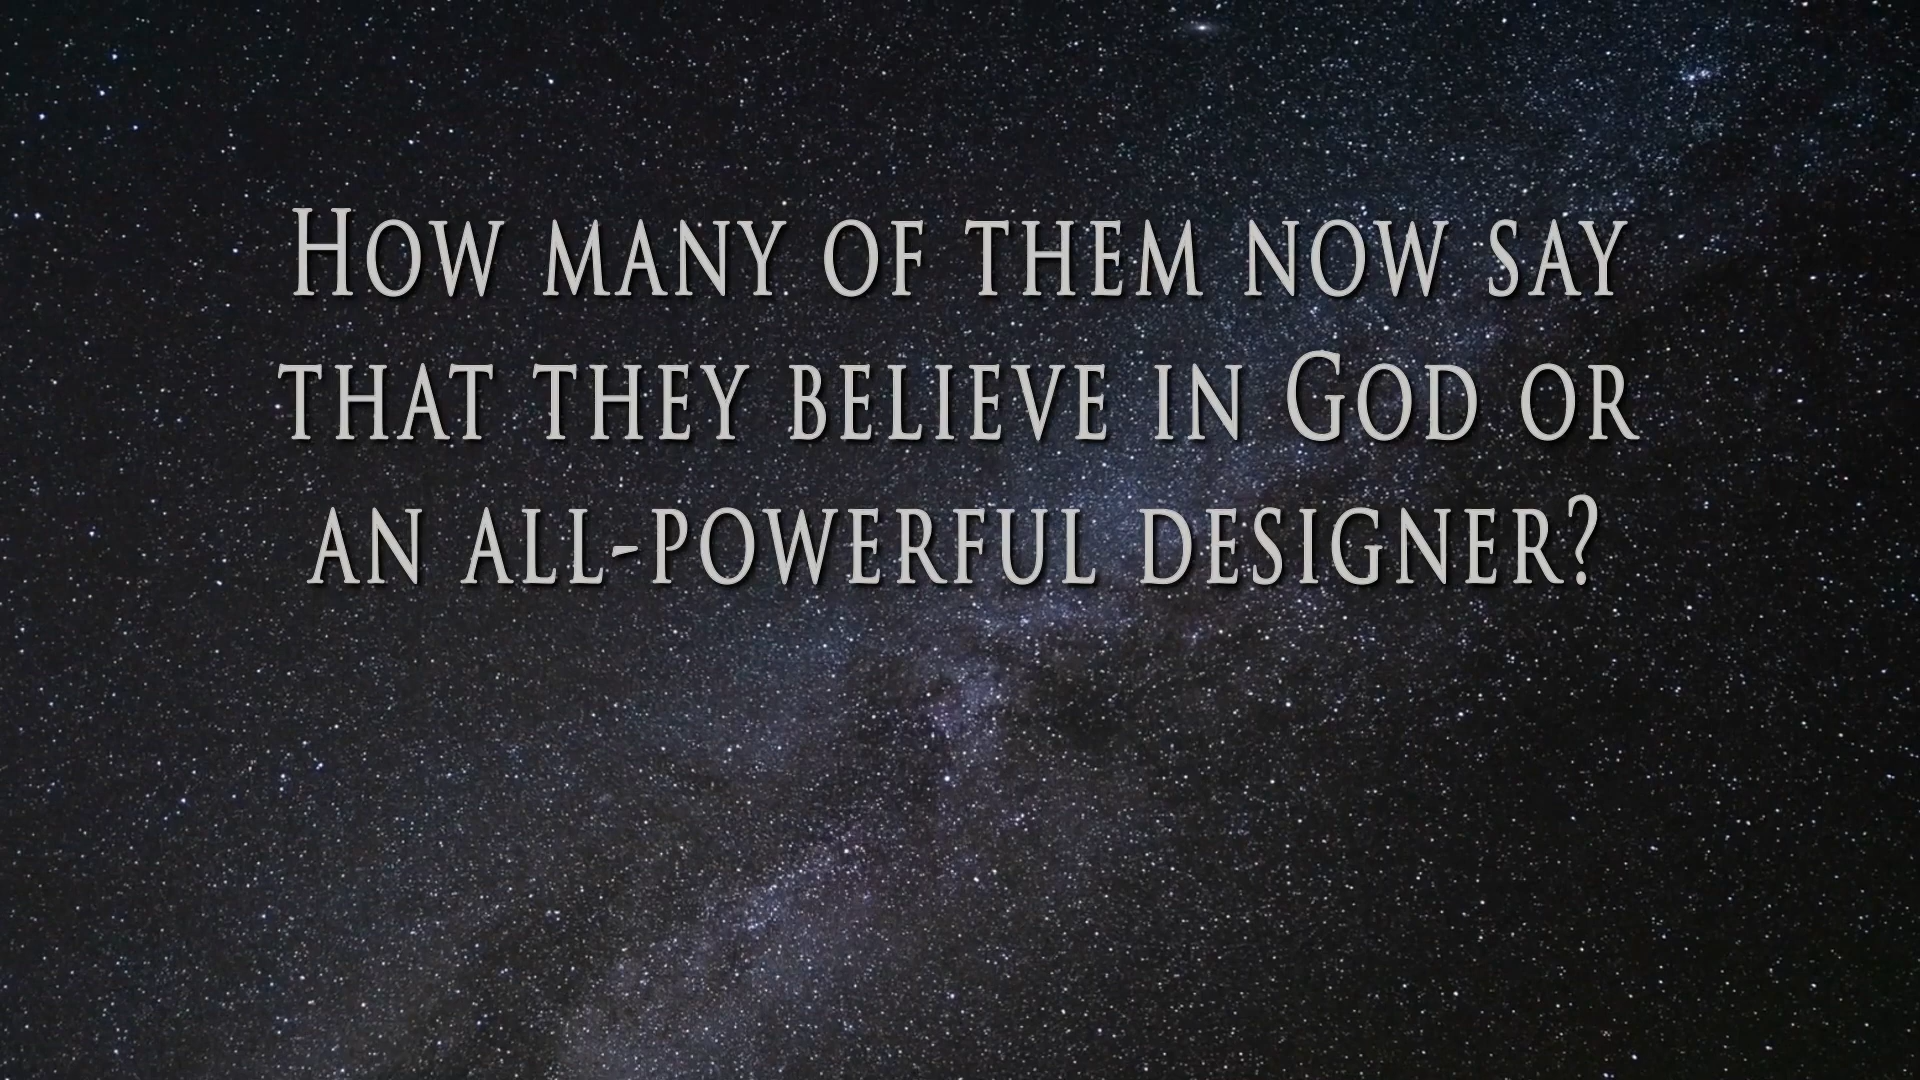 How many of them now say
that they believe in God or
an all-powerful designer?